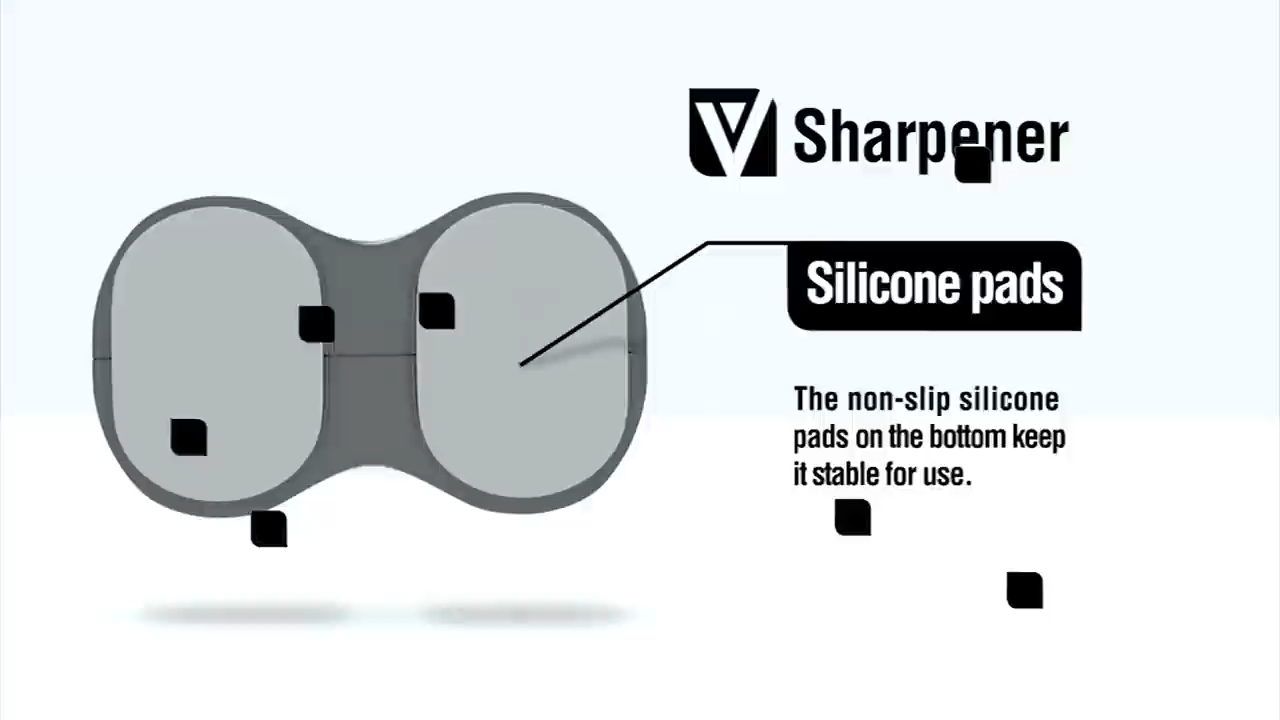 V Sharpener
Silicone pads
The non-slip silicone
pads on the bottom keep
it stable for use.